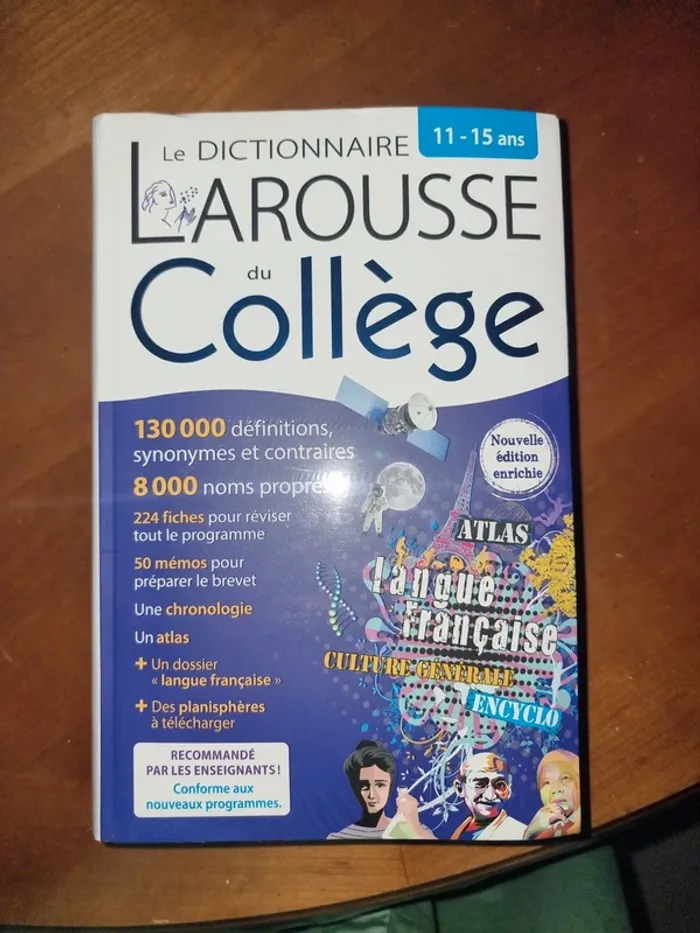 11 - 15 ans
Le DICTIONNAIRE
LAROUSSE
du
Collège
130 000 définitions,
synonymes et contraires
8 000 noms propres
224 fiches pour réviser
tout le programme
50 mémos pour
préparer le brevet
Une chronologie
Un atlas
+ Un dossier
« langue française »
+ Des planisphères
à télécharger
RECOMMANDÉ
PAR LES ENSEIGNANTS !
Conforme aux
nouveaux programmes.
Nouvelle
édition
enrichie
ATLAS
Langue
Française
CULTURE GÉNÉRALE
ENCYCLO